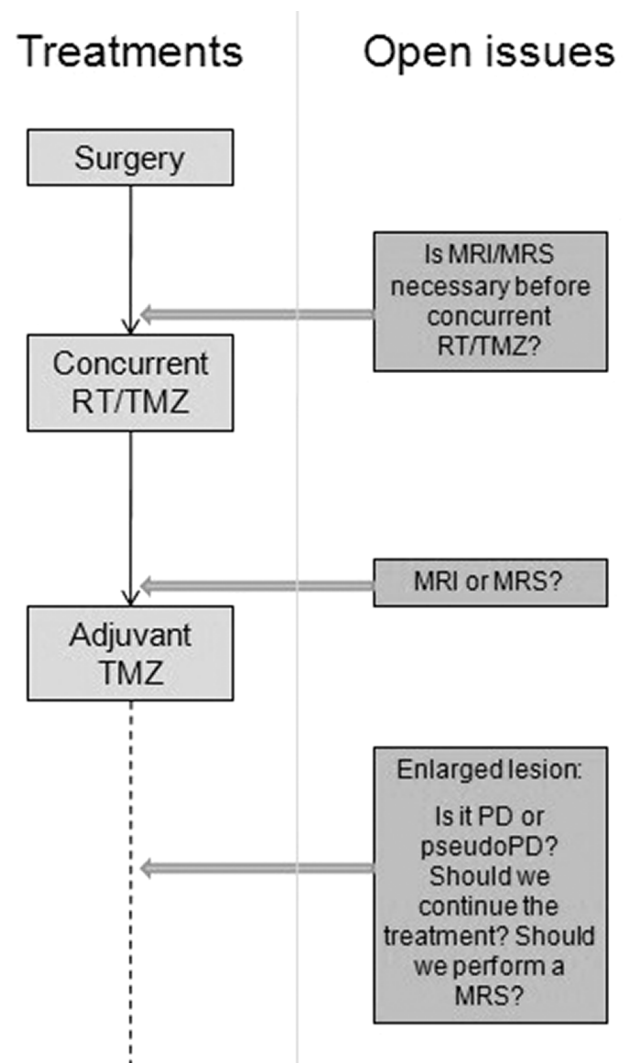 Treatments
Open issues
Surgery
Is MRI/MRS
necessary before
concurrent
RT/TMZ?
Concurrent
RT/TMZ
MRI or MRS?
Adjuvant
TMZ
Enlarged lesion:
Is it PD or
pseudoPD?
Should we
continue the
treatment? Should
we perform a
MRS?